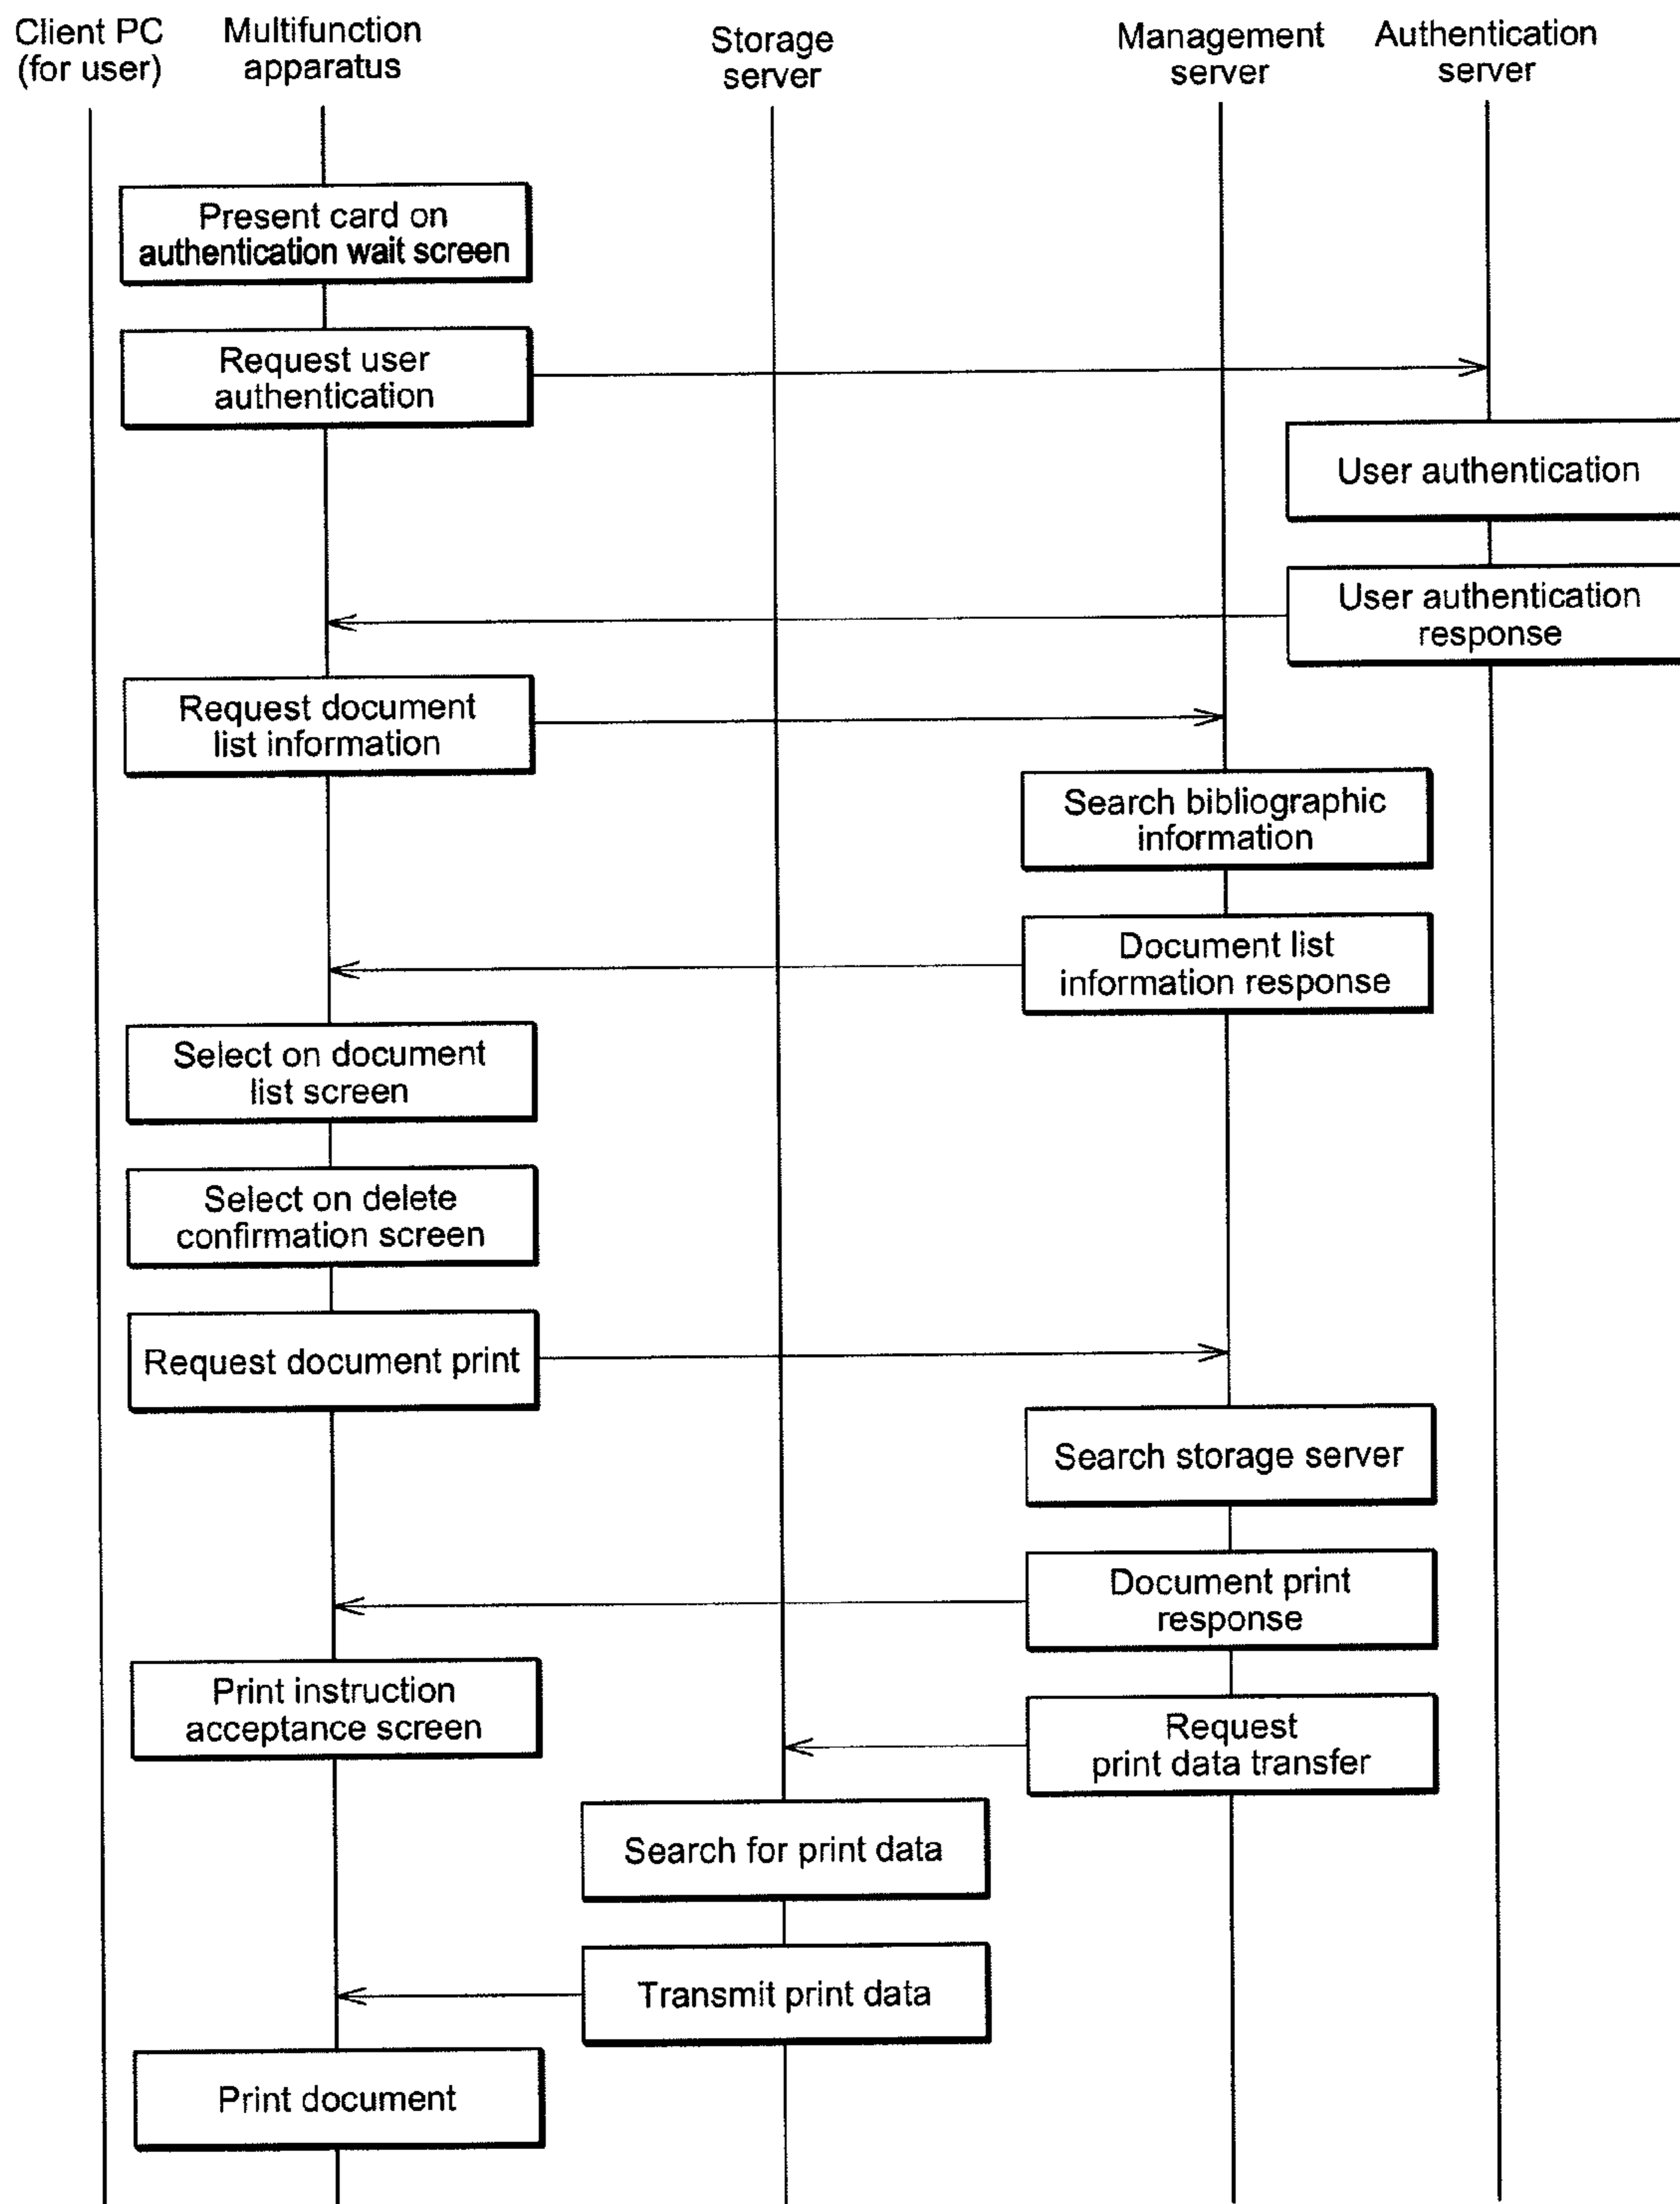 Client PC
(for user)
Multifunction
apparatus
Storage
server
Management
server
Authentication
server
Present card on
authentication wait screen
Request user
authentication
User authentication
User authentication
response
Request document
list information
Search bibliographic
information
Document list
information response
Select on document
list screen
Select on delete
confirmation screen
Request document print
Search storage server
Document print
response
Print instruction
acceptance screen
Request
print data transfer
Search for print data
Transmit print data
Print document